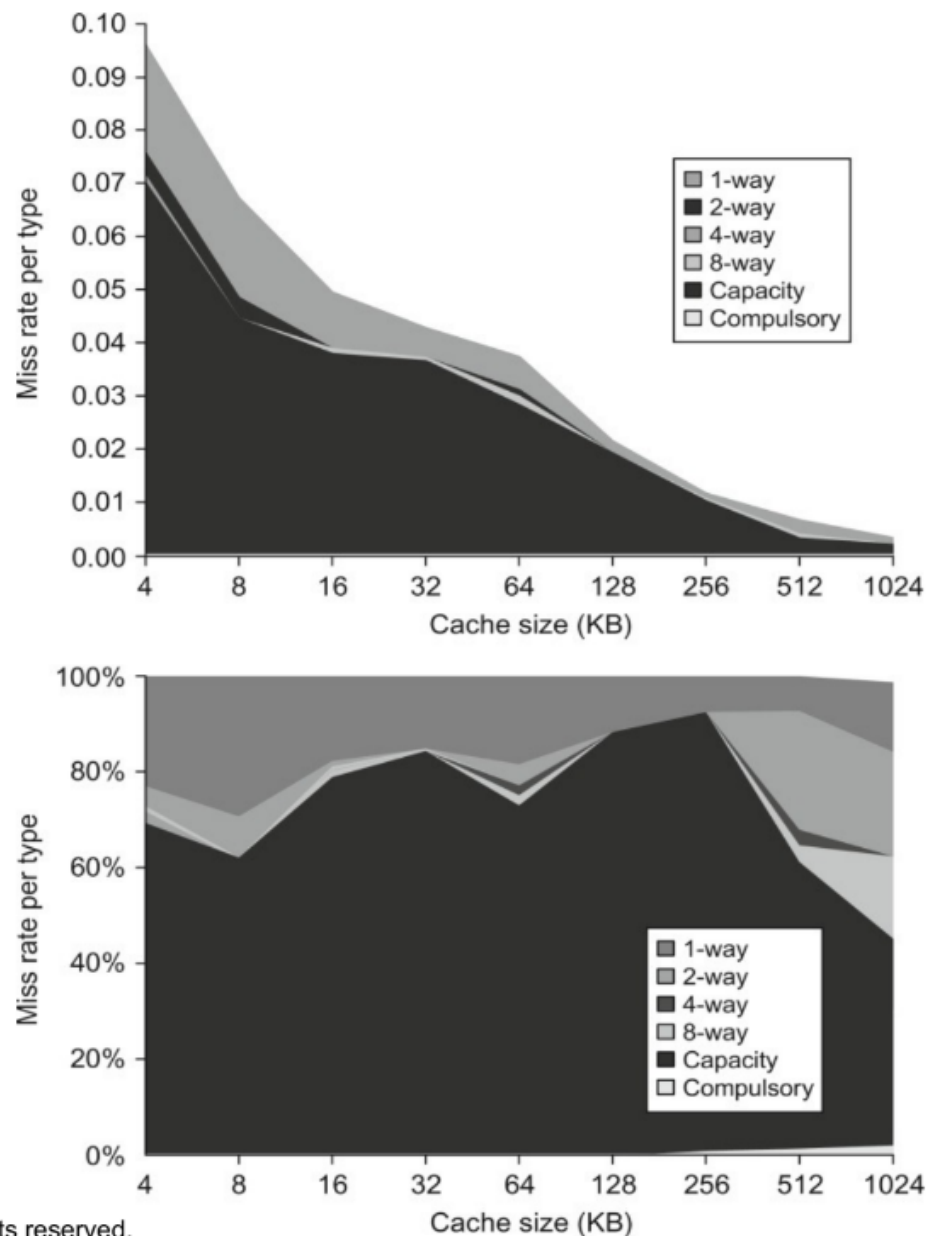 0.10
0.09
0.08
0.07
0.06
0.05
0.04
0.03
0.02
0.01
0.00
Miss rate per type
1-way
2-way
4-way
8-way
Capacity
Compulsory
4 8 16 32 64 128 256 512 1024
Cache size (KB)
100%
80%
60%
40%
20%
0%
Miss rate per type
1-way
2-way
4-way
8-way
Capacity
Compulsory
4 8 16 32 64 128 256 512 1024
Cache size (KB)
ts reserved.